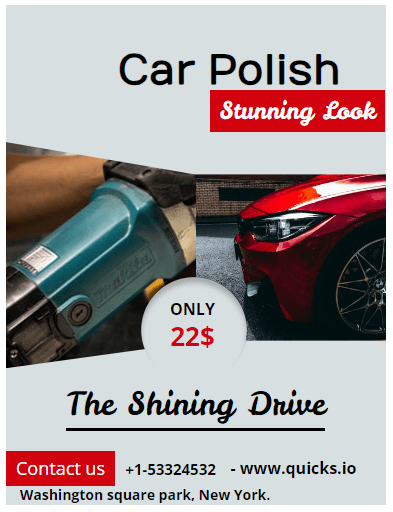 Car Polish
Stunning Look
makita
ONLY
22$
The Shining Drive
Contact us +1-53324532 - www.quicks.io
Washington square park, New York.